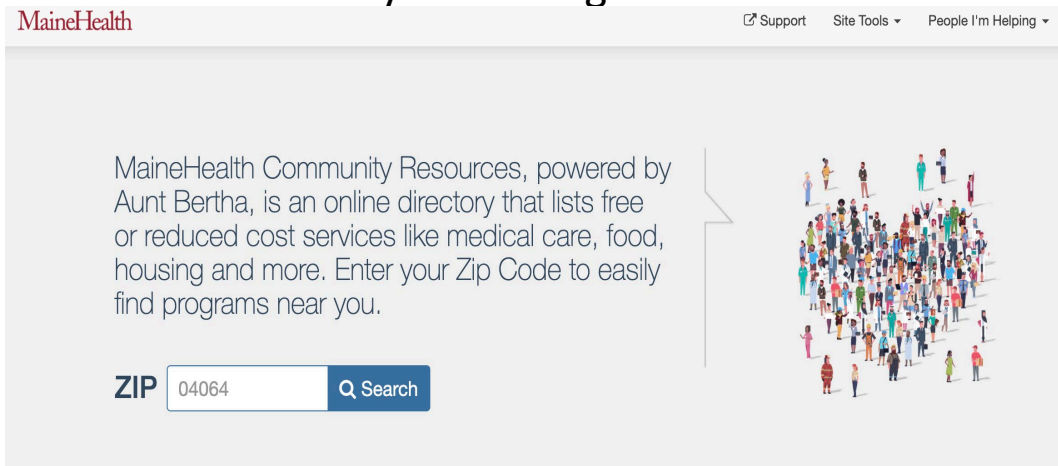 MaineHealth
Support Site Tools People I'm Helping
MaineHealth Community Resources, powered by
Aunt Bertha, is an online directory that lists free
or reduced cost services like medical care, food,
housing and more. Enter your Zip Code to easily
find programs near you.
ZIP 04064 Search